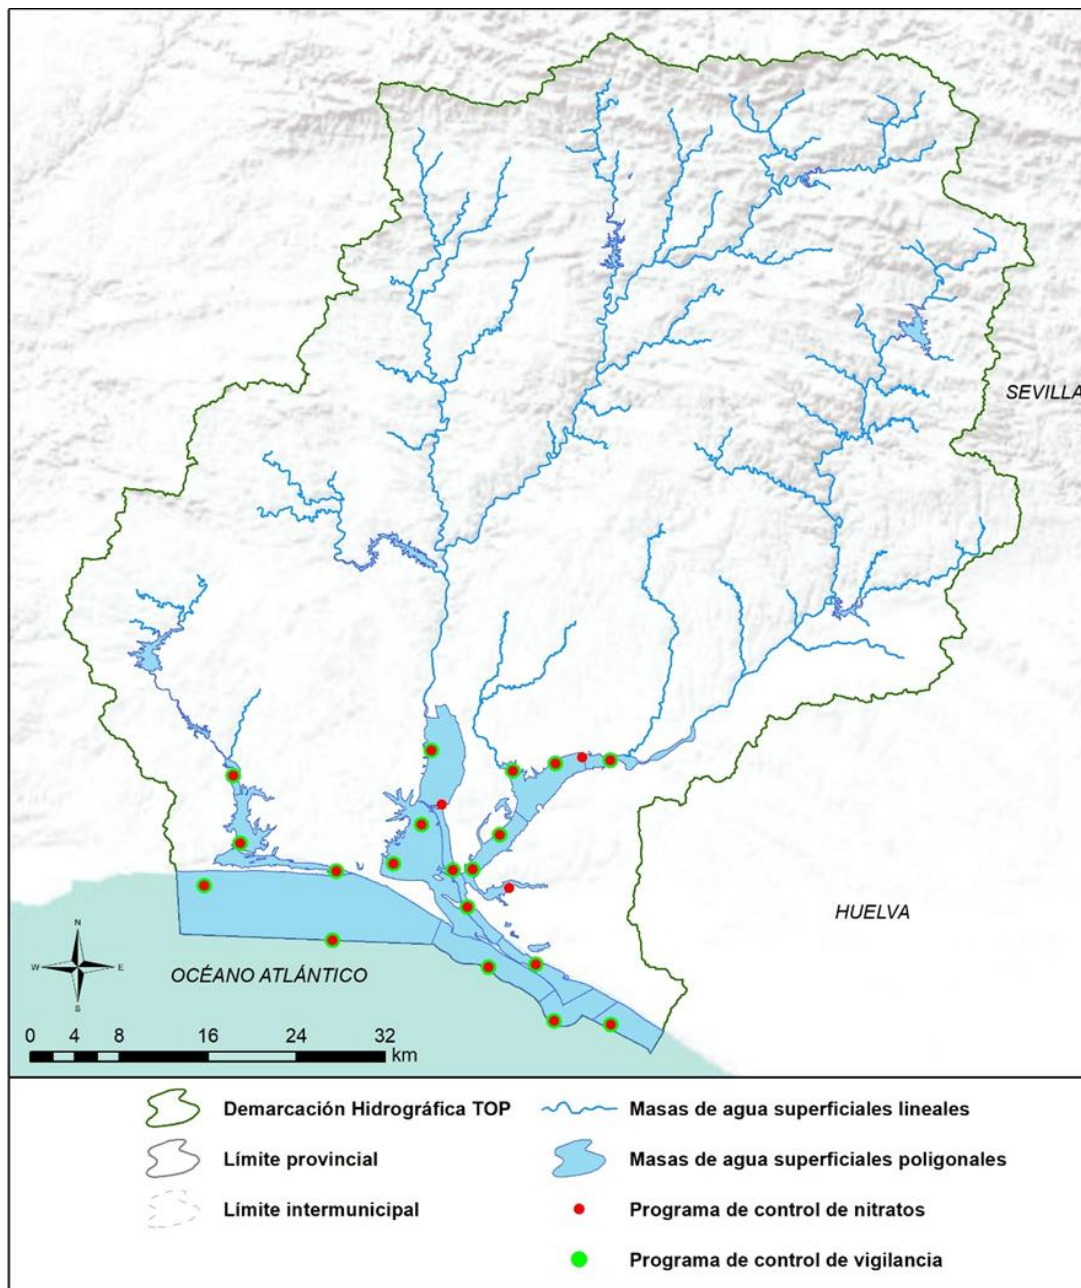 SEVILLA
HUELVA
N
W E
S
OCÉANO ATLÁNTICO
0 4 8 16 24 32
km
Demarcación Hidrográfica TOP
Límite provincial
Límite intermunicipal
Masas de agua superficiales lineales
Masas de agua superficiales poligonales
Programa de control de nitratos
Programa de control de vigilancia